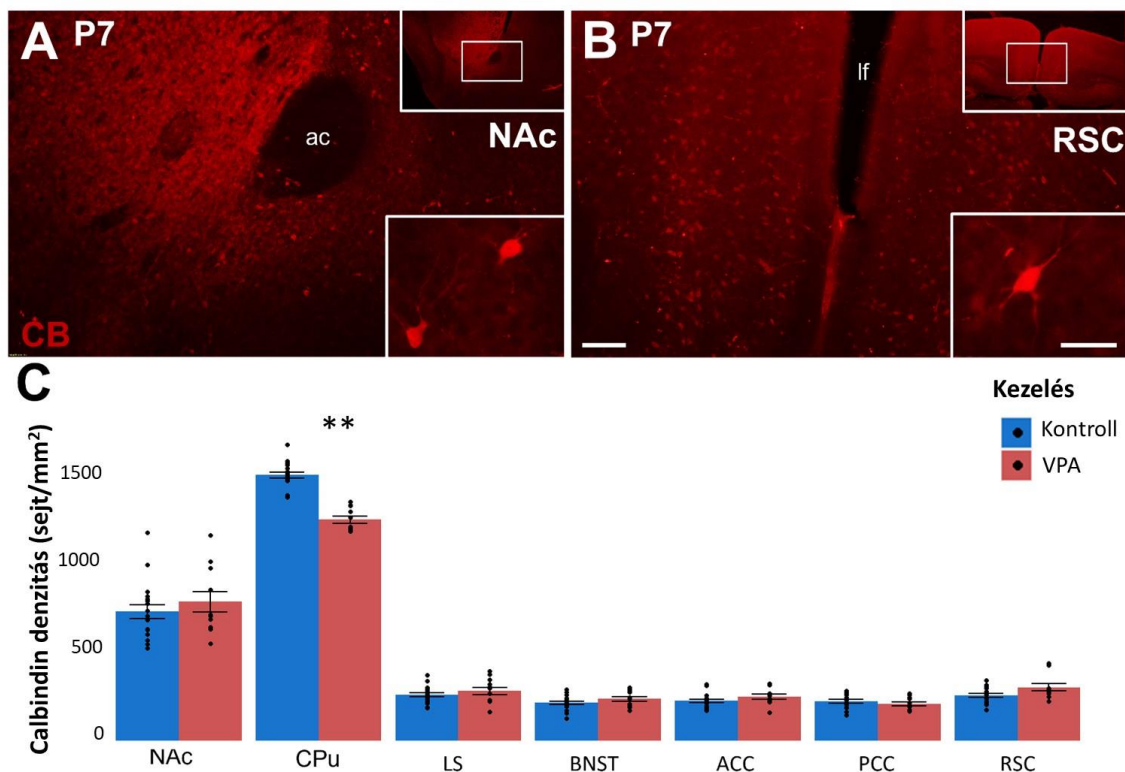 A P7
ac
NAc
CB
B P7
lf
RSC
C
Calbindin denzitás (sejt/mm²)
1500
1000
500
0
**
Kezelés
Kontroll
VPA
NAc CPu LS BNST ACC PCC RSC